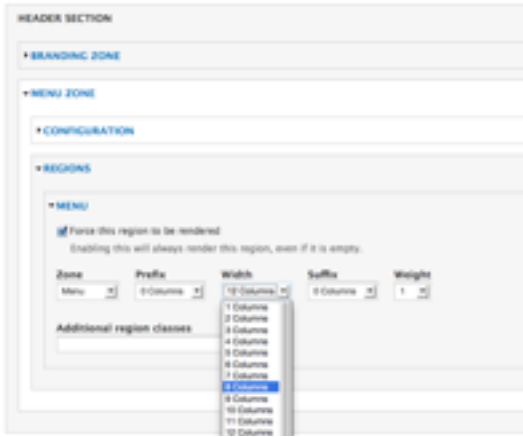 HEADER SECTION
BRANDING ZONE
MENU ZONE
CONFIGURATION
REGIONS
MENU
Force this region to be rendered
Enabling this will always render this region, even if it is empty.
Zone Prefix Width Suffix Weight
Menu 0 Columns 12 Columns 0 Columns 1
1 Columns
2 Columns
3 Columns
Additional region classes
4 Columns
5 Columns
6 Columns
7 Columns
8 Columns
9 Columns
10 Columns
11 Columns
12 Columns